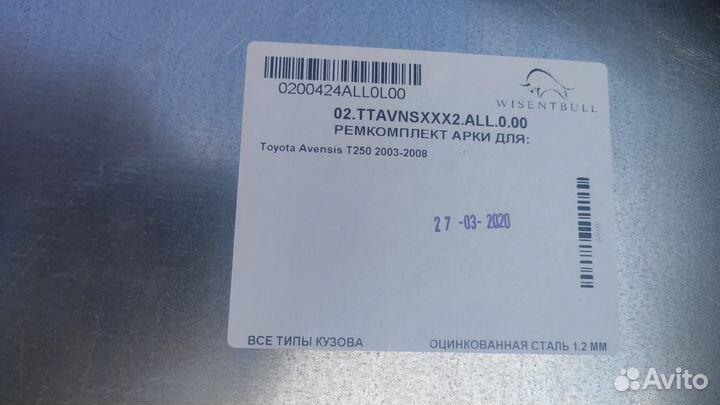 0200424ALL0L00
WISENTBULL
02.TTAVNSXXX2.ALL.0.00
РЕМКОМПЛЕКТ АРКИ ДЛЯ:
Toyota Avensis T250 2003-2008
27-03-2020
ВСЕ ТИПЫ КУЗОВА
ОЦИНКОВАННАЯ СТАЛЬ 1.2 ММ
Avito